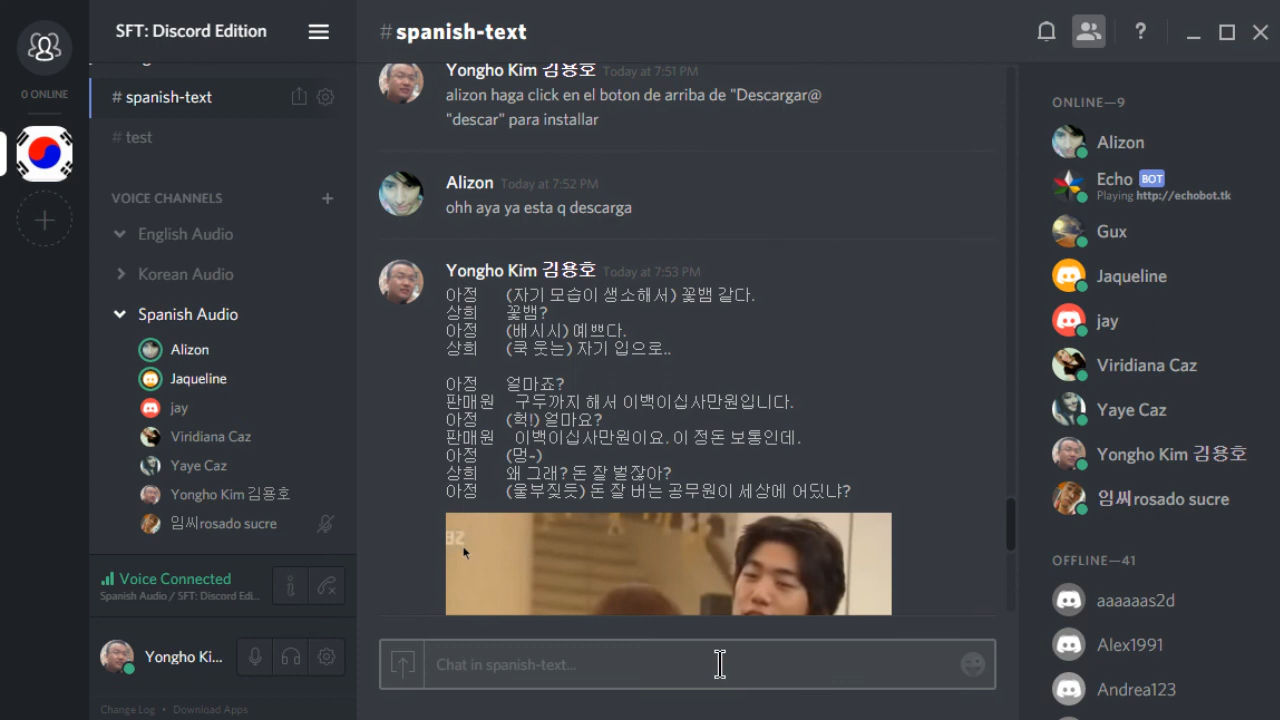 SFT: Discord Edition
0 ONLINE
# spanish-text
# test
VOICE CHANNELS
English Audio
Korean Audio
Spanish Audio
Alizon
Jaqueline
jay
Viridiana Caz
Yaye Caz
Yongho Kim 김용호
임씨rosado sucre
Voice Connected
Spanish Audio / SFT: Discord Edi...
Yongho Ki...
Change Log • Download Apps
# spanish-text
Yongho Kim 김용호 Today at 7:51 PM
alizon haga click en el boton de arriba de "Descargar@
"descar" para installar
Alizon Today at 7:52 PM
ohh aya ya esta q descarga
Yongho Kim 김용호 Today at 7:53 PM
아정 (자기 모습이 생소해서) 꽃뱀 같다.
상희 꽃뱀?
아정 (배시시) 예쁘다.
상희 (쿡 웃는) 자기 입으로..
아정 얼마죠?
판매원 구두까지 해서 이백이십사만원입니다.
아정 (헉!) 얼마요?
판매원 이백이십사만원이요. 이 정돈 보통인데.
아정 (멍-)
상희 왜 그래? 돈 잘 벌잖아?
아정 (울부짖듯) 돈 잘 버는 공무원이 세상에 어딨냐?
Chat in spanish-text...
ONLINE—9
Alizon
Echo BOT
Playing http://echobot.tk
Gux
Jaqueline
jay
Viridiana Caz
Yaye Caz
Yongho Kim 김용호
임씨rosado sucre
OFFLINE—41
aaaaaas2d
Alex1991
Andrea123